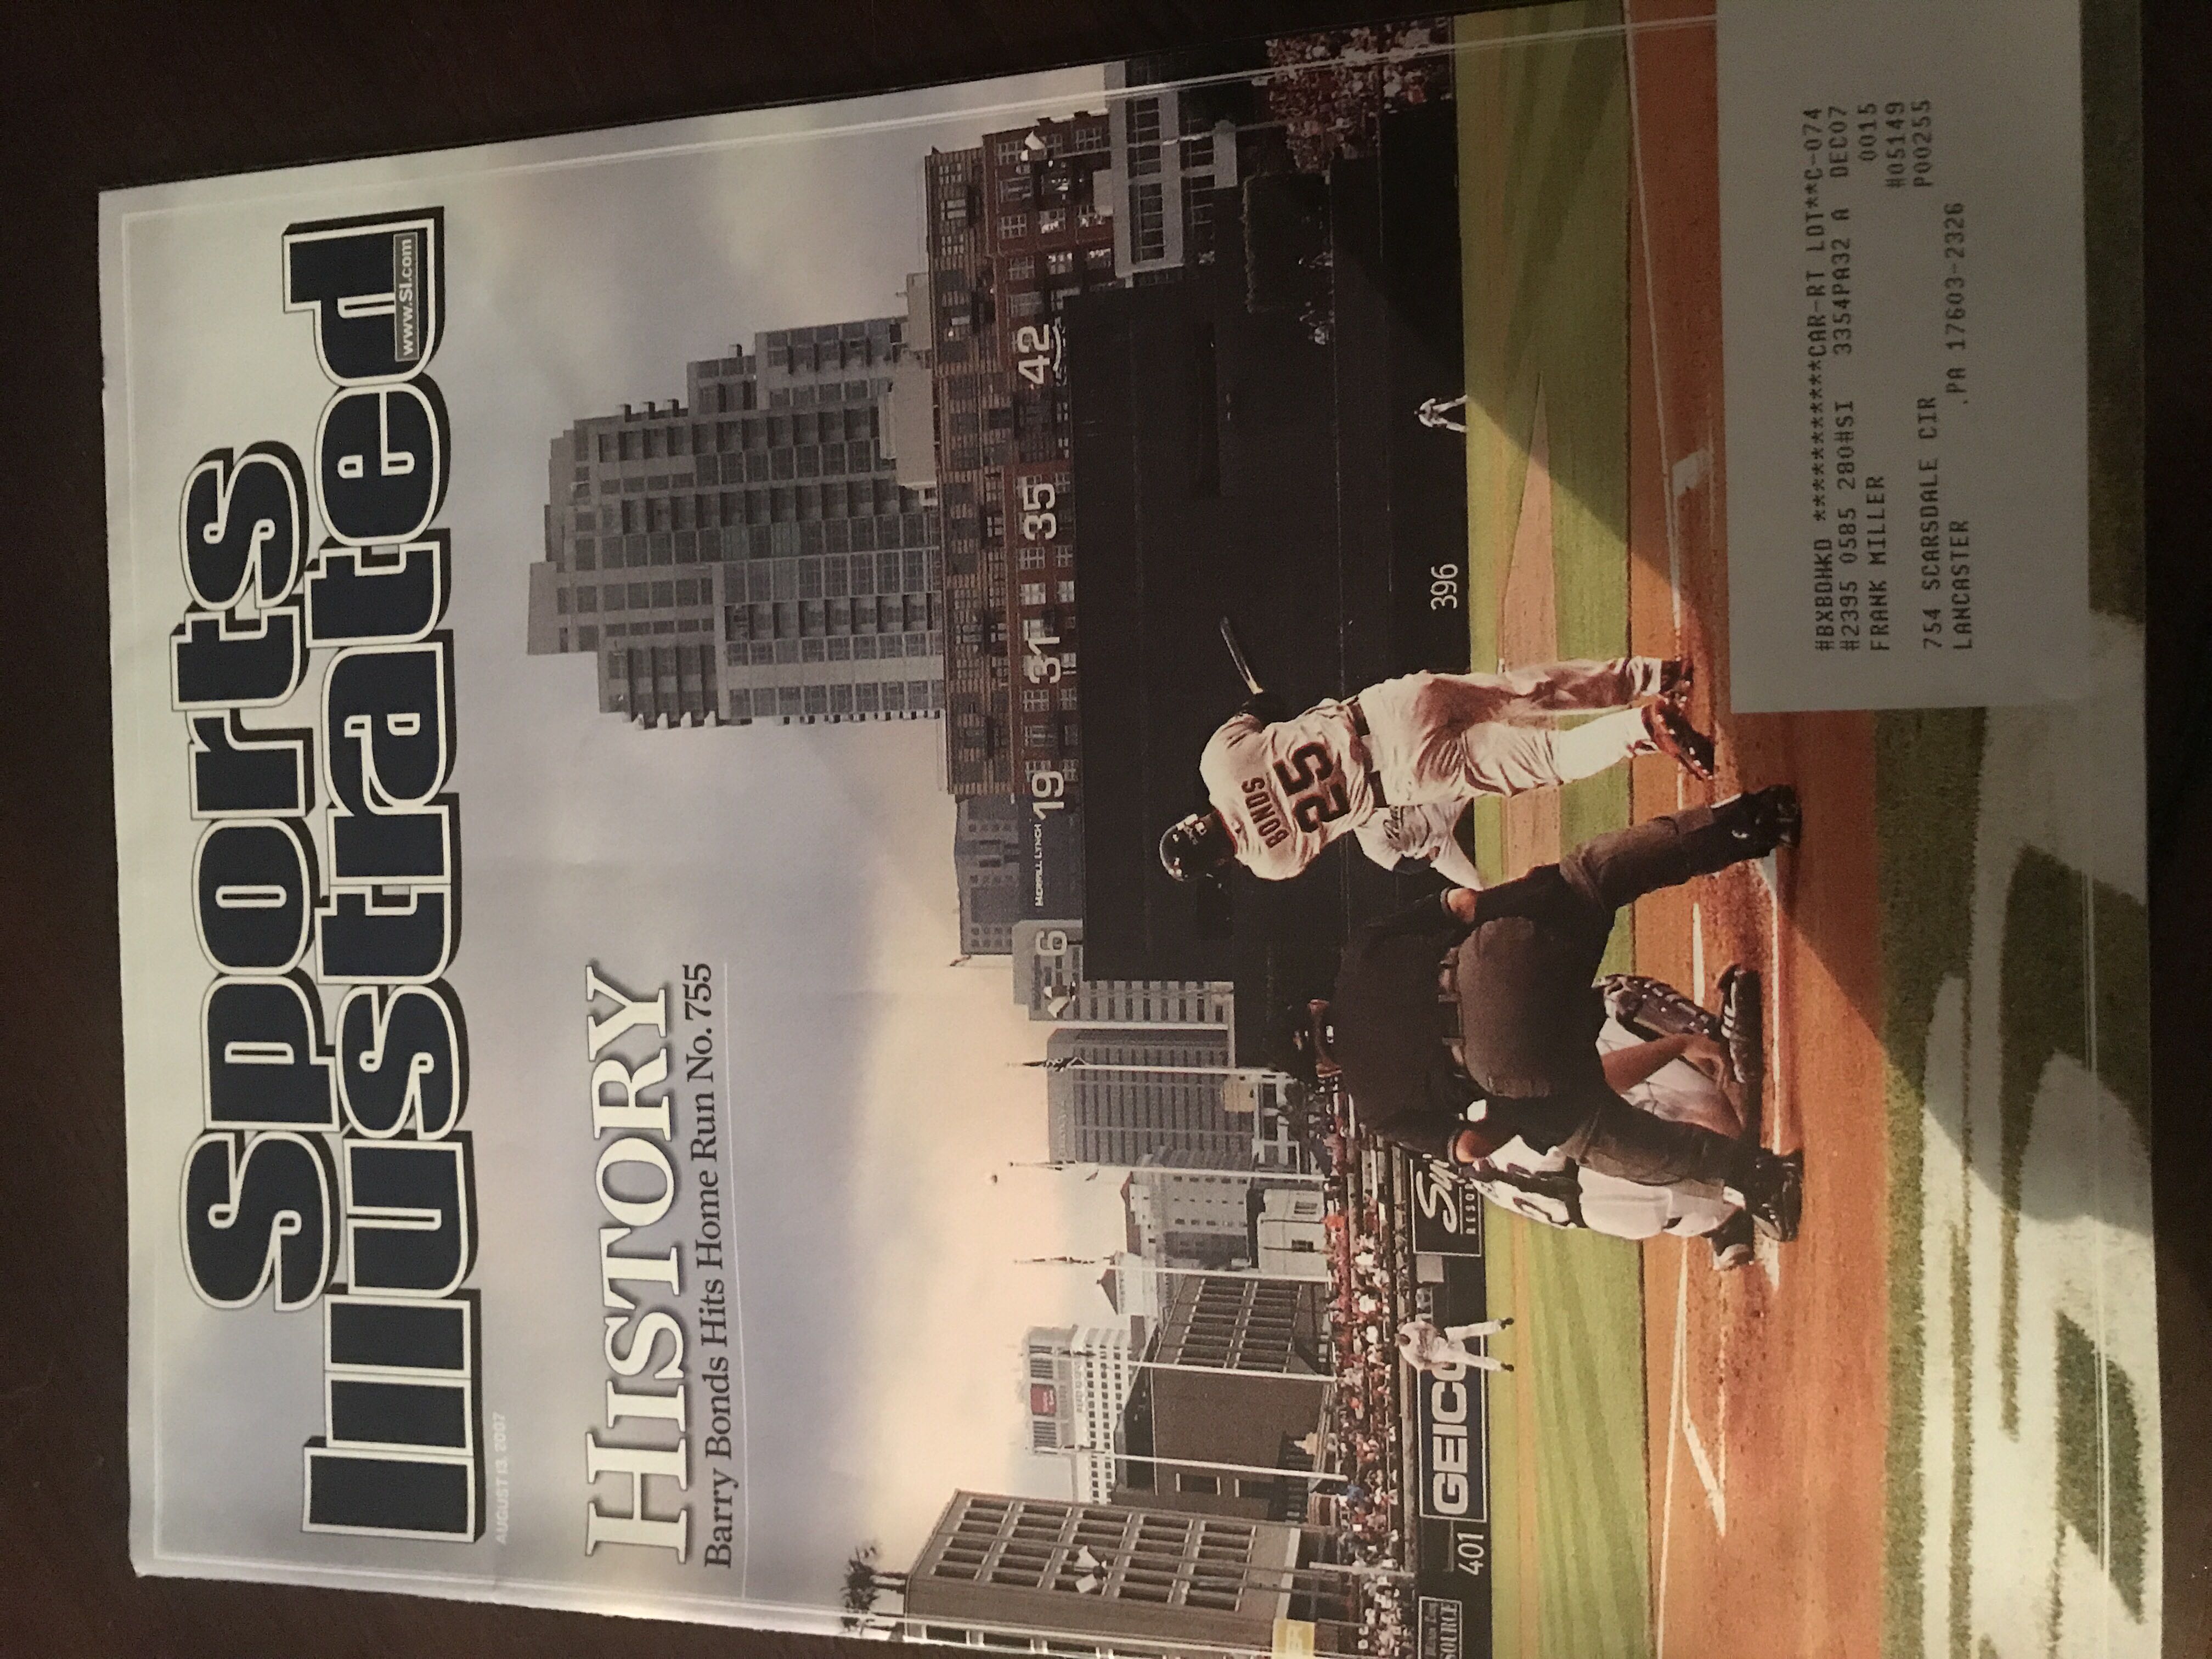 Sports
Illustrated
www.SI.com
AUGUST 13, 2007
HISTORY
Barry Bonds Hits Home Run No. 755
MERRILL LYNCH
6 19 31 35 42
BONDS
25
396
GEICO
401
SOURCE
#BXBDHKD **************CAR-RT LOT**C-074
#2395 0585 280#SI 3354PA32 A DEC07
FRANK MILLER 0015
#05149
754 SCARSDALE CIR P00255
LANCASTER ,PA 17603-2326